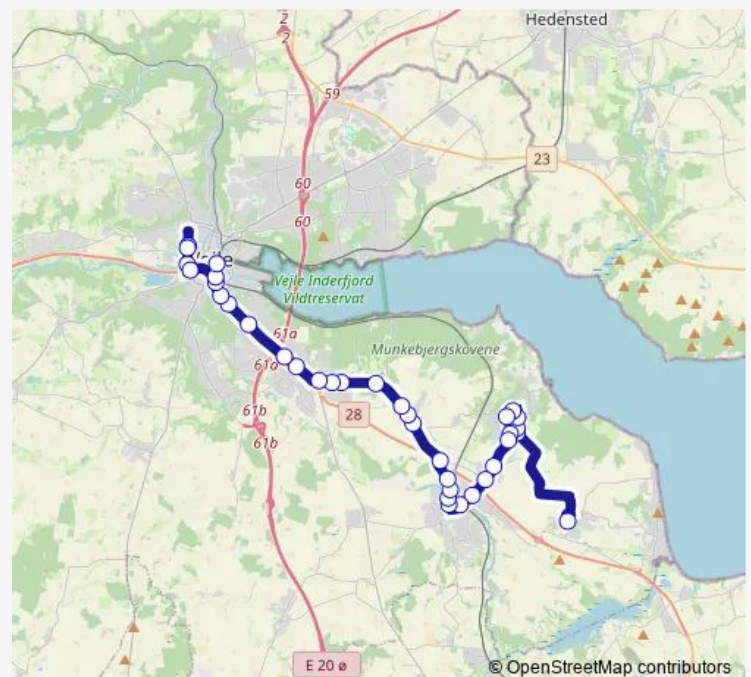 Hedensted
2
2
59
23
60
60
Vejle Inderfjord
Vildtreservat
61a
Munkebjergskovene
61a
28
61b
61b
E 20 ø
© OpenStreetMap contributors